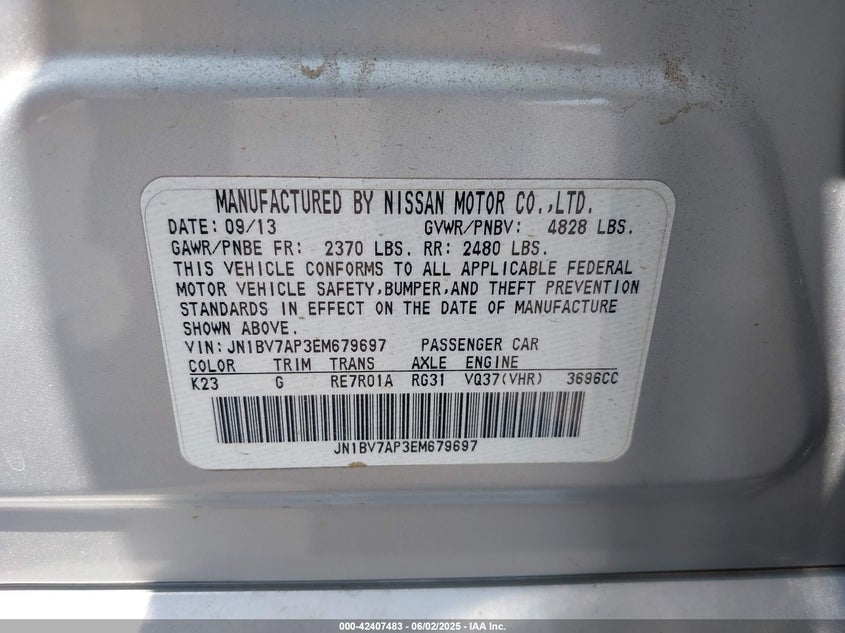 MANUFACTURED BY NISSAN MOTOR CO.,LTD.
DATE: 09/13 GVWR/PNBV: 4828 LBS.
GAWR/PNBE FR: 2370 LBS. RR: 2480 LBS.
THIS VEHICLE CONFORMS TO ALL APPLICABLE FEDERAL
MOTOR VEHICLE SAFETY,BUMPER,AND THEFT PREVENTION
STANDARDS IN EFFECT ON THE DATE OF MANUFACTURE
SHOWN ABOVE.
VIN: JN1BV7AP3EM679697 PASSENGER CAR
COLOR TRIM TRANS AXLE ENGINE
K23 G RE7R01A RG31 VQ37(VHR) 3696CC
JN1BV7AP3EM679697
000-42407483 - 06/02/2025 - IAA Inc.